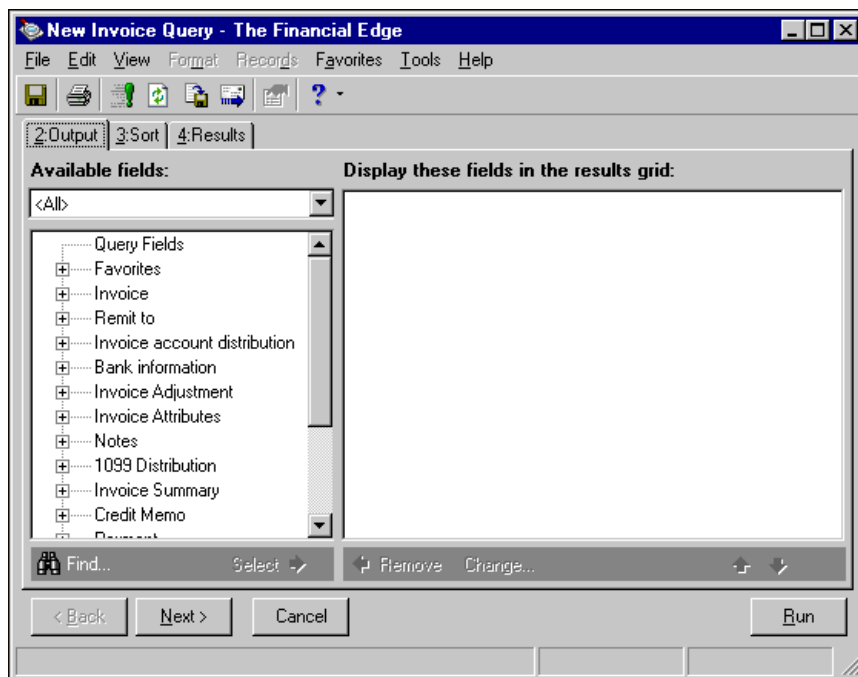 New Invoice Query - The Financial Edge
File Edit View Format Records Favorites Tools Help
2:Output 3:Sort 4:Results
Available fields:
Display these fields in the results grid:
<All>
Query Fields
Favorites
Invoice
Remit to
Invoice account distribution
Bank information
Invoice Adjustment
Invoice Attributes
Notes
1099 Distribution
Invoice Summary
Credit Memo
Payment
Find... Select Remove Change...
< Back Next > Cancel Run